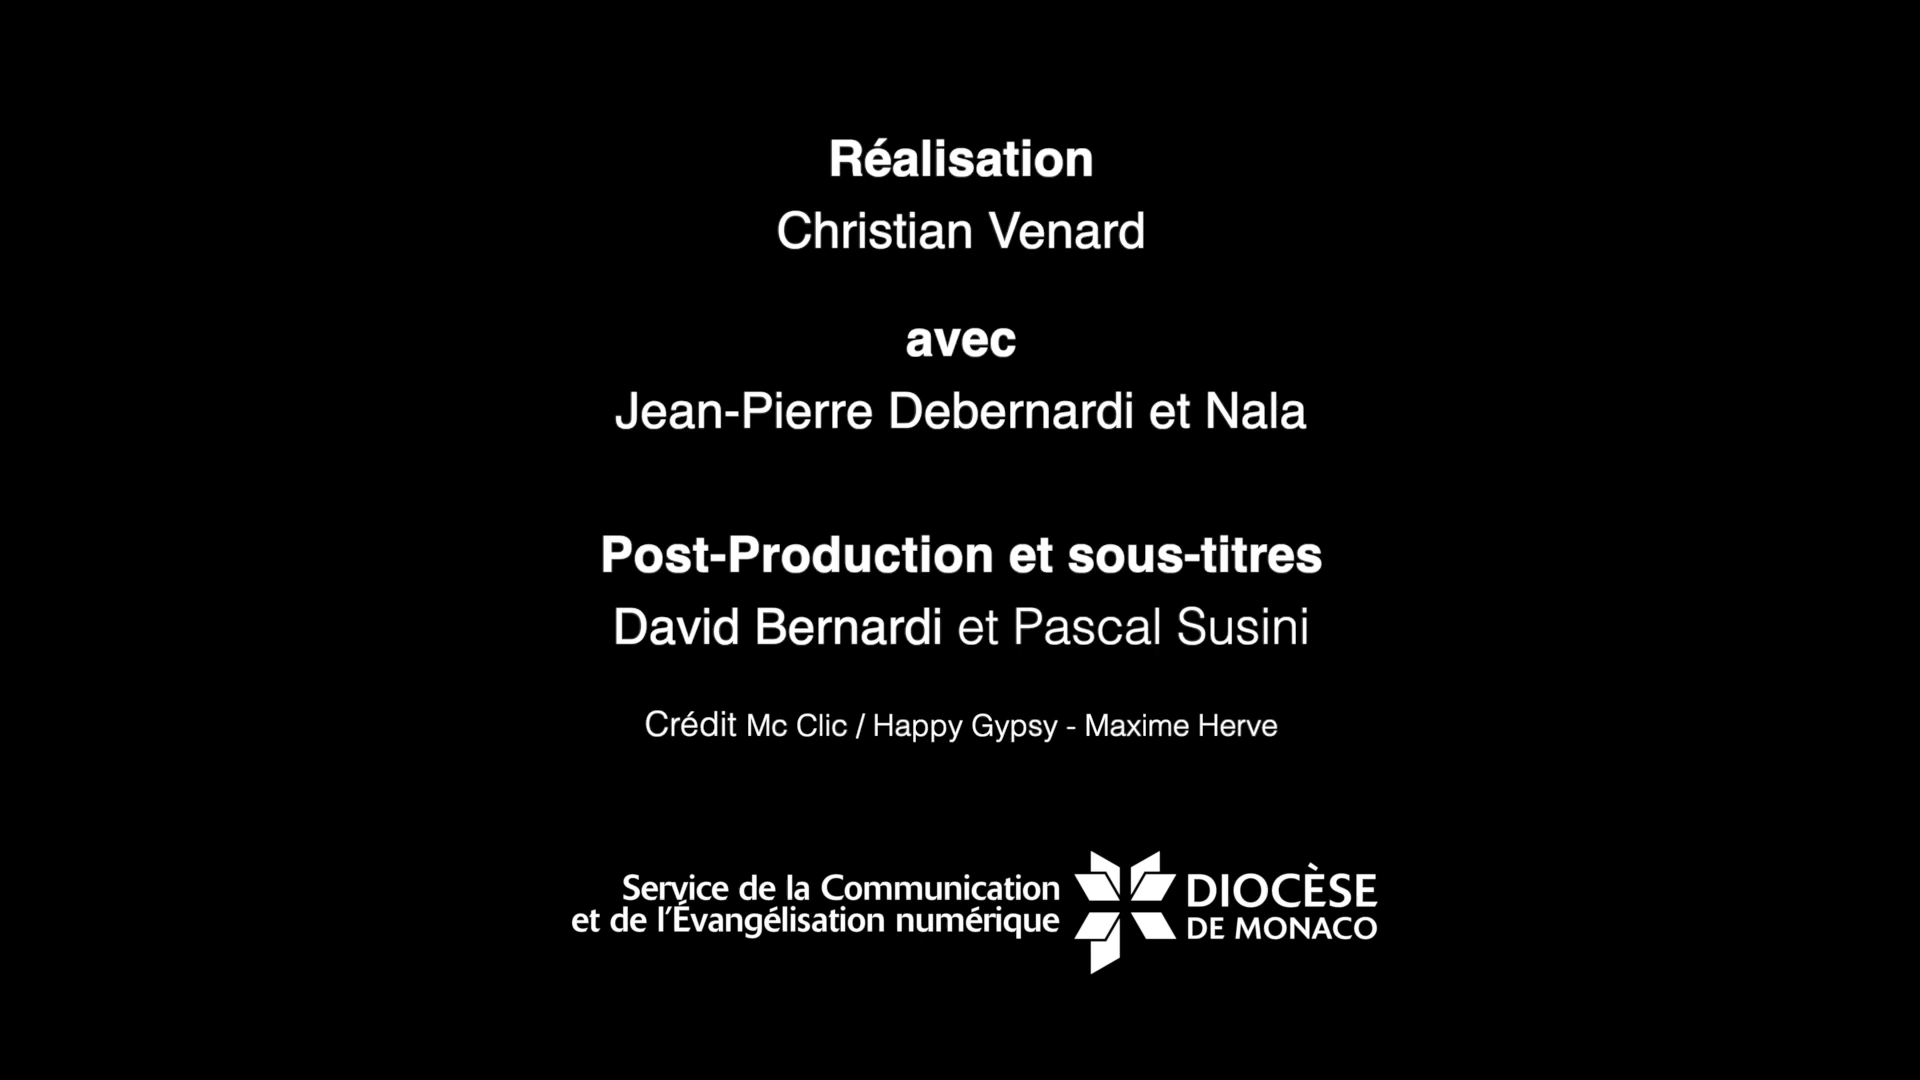 Réalisation
Christian Venard
avec
Jean-Pierre Debernardi et Nala
Post-Production et sous-titres
David Bernardi et Pascal Susini
Crédit Mc Clic / Happy Gypsy - Maxime Herve
Service de la Communication
et de l'Évangélisation numérique
DIOCÈSE
DE MONACO